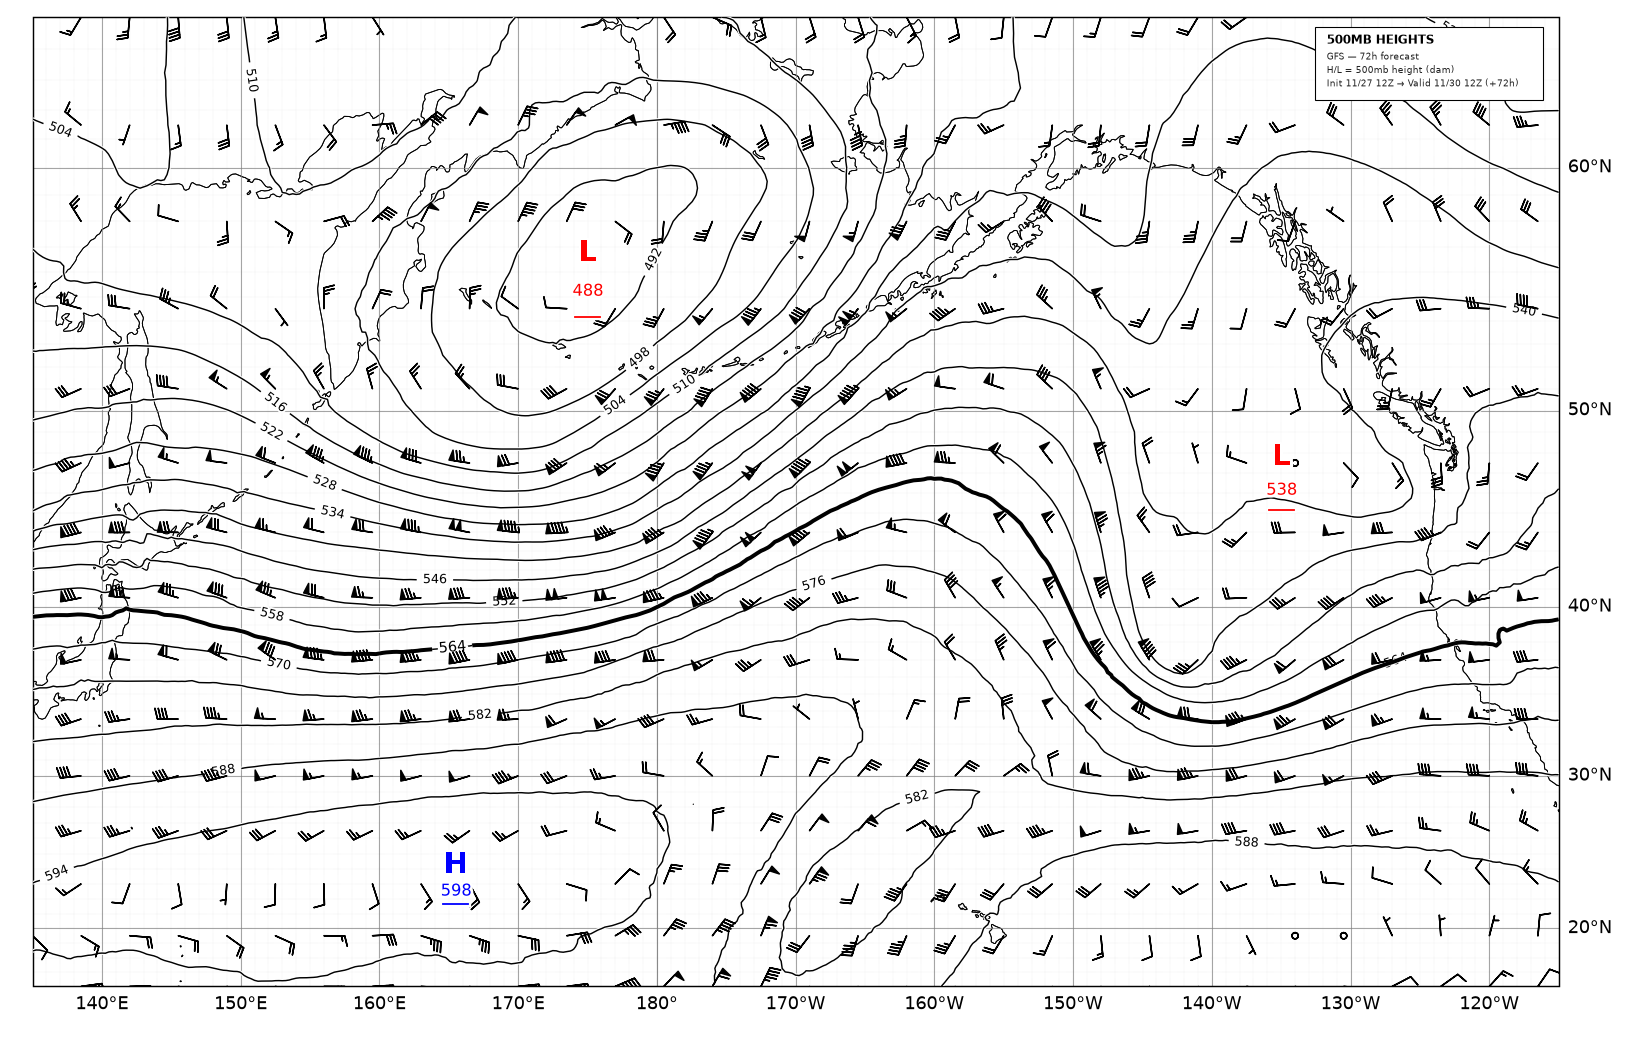 500MB HEIGHTS
GFS — 72h forecast
H/L = 500mb height (dam)
Init 11/27 12Z → Valid 11/30 12Z (+72h)
510
504
60°N
L
488
492
540
498
510
504
516
522
50°N
L
538
528
534
546
552
558
576
40°N
564
570
564
582
588
30°N
582
588
594
H
598
20°N
140°E
150°E
160°E
170°E
180°
170°W
160°W
150°W
140°W
130°W
120°W